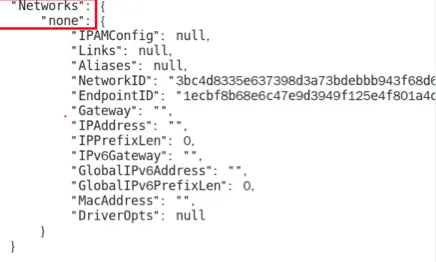 "Networks": {
"none": {
"IPAMConfig": null,
"Links": null,
"Aliases": null,
"NetworkID": "3bc4d8335e637398d3a73bdebbb943f68d6
"EndpointID": "1ecbf8b68e6c47e9d3949f125e4f801a4c
"Gateway": "",
"IPAddress": "",
"IPPrefixLen": 0,
"IPv6Gateway": "",
"GlobalIPv6Address": "",
"GlobalIPv6PrefixLen": 0,
"MacAddress": "",
"DriverOpts": null
}
}